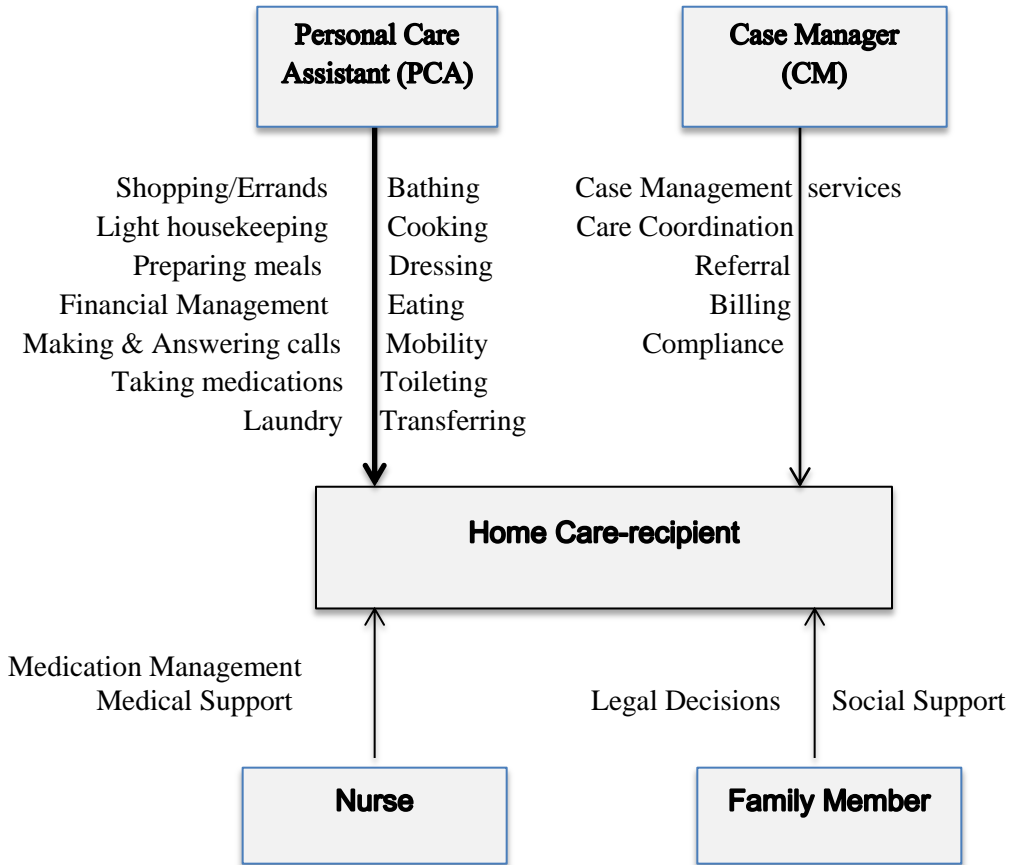 Personal Care
Assistant (PCA)
Case Manager
(CM)
Shopping/Errands
Light housekeeping
Preparing meals
Financial Management
Making & Answering calls
Taking medications
Laundry
Bathing
Cooking
Dressing
Eating
Mobility
Toileting
Transferring
Case Management services
Care Coordination
Referral
Billing
Compliance
Home Care-recipient
Medication Management
Medical Support
Legal Decisions
Social Support
Nurse
Family Member